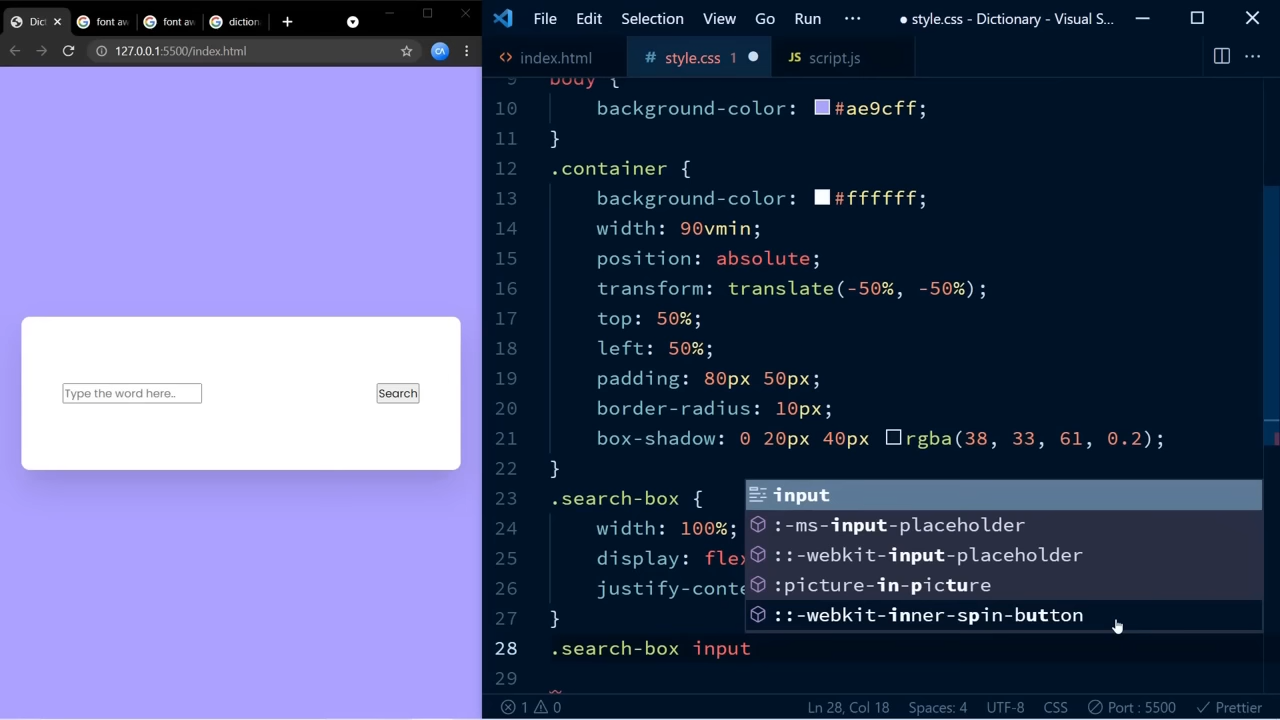 Dict
font aw
font aw
diction
127.0.0.1:5500/index.html
CA
Type the word here..
Search
File Edit Selection View Go Run ···
● style.css - Dictionary - Visual S...
<> index.html
# style.css 1 ●
JS script.js
9 body {
10 background-color: #ae9cff;
11 }
12 .container {
13 background-color: #ffffff;
14 width: 90vmin;
15 position: absolute;
16 transform: translate(-50%, -50%);
17 top: 50%;
18 left: 50%;
19 padding: 80px 50px;
20 border-radius: 10px;
21 box-shadow: 0 20px 40px rgba(38, 33, 61, 0.2);
22 }
23 .search-box {
24 width: 100%;
25 display: flex
26 justify-conte
27 }
28 .search-box input
29
input
:-ms-input-placeholder
::-webkit-input-placeholder
:picture-in-picture
::-webkit-inner-spin-button
1 0 Ln 28, Col 18 Spaces: 4 UTF-8 CSS Port : 5500 Prettier